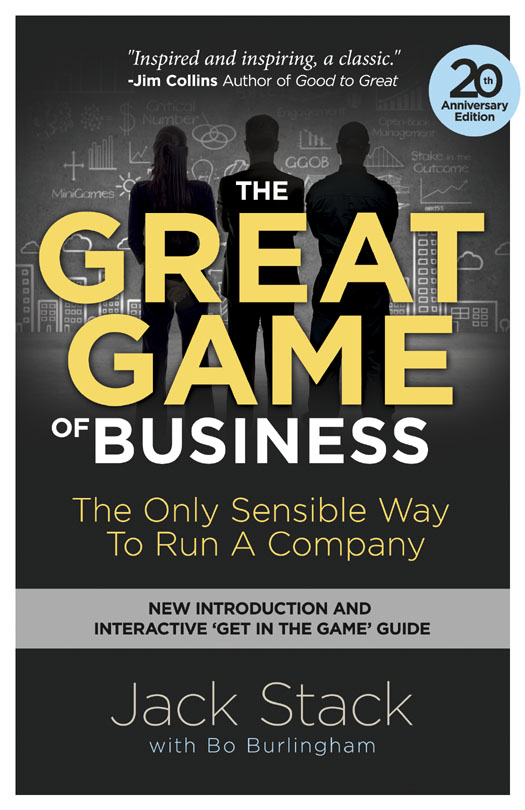 "Inspired and inspiring, a classic."
-Jim Collins Author of Good to Great
20th
Anniversary
Edition
Critical
Number
Engagement
Open-Book
Management
GGOB
Stake in the
Outcome
MiniGames
THE
GREAT
GAME
OF BUSINESS
The Only Sensible Way
To Run A Company
NEW INTRODUCTION AND
INTERACTIVE ‘GET IN THE GAME’ GUIDE
Jack Stack
with Bo Burlingham